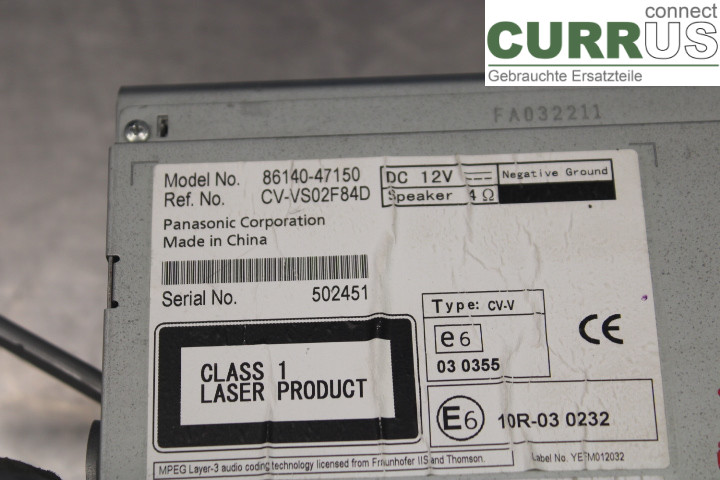 connect
CURRUS
Gebrauchte Ersatzteile
FA032211
Model No. 86140-47150
Ref. No. CV-VS02F84D
DC 12V
Speaker 4 Ω
Negative Ground
Panasonic Corporation
Made in China
Serial No. 502451
Type: CV-V
e6
03 0355
CE
CLASS 1
LASER PRODUCT
E6
10R-03 0232
MPEG Layer-3 audio coding technology licensed from Fraunhofer IIS and Thomson.
Label No. YEFM012032